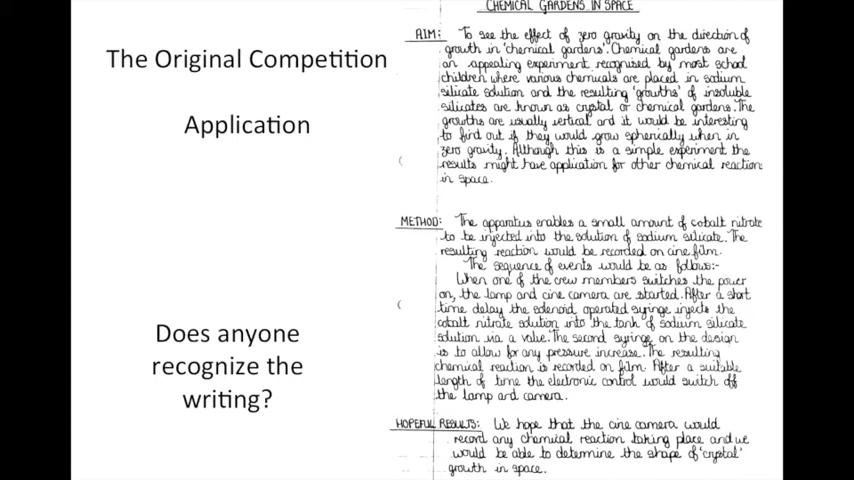 The Original Competition
Application
Does anyone
recognize the
writing?
CHEMICAL GARDENS IN SPACE
AIM: To see the effect of zero gravity on the direction of
growth in 'chemical gardens'. Chemical gardens are
an appealing experiment recognised by most school
children where various chemicals are placed in sodium
silicate solution and the resulting 'growths' of insoluble
silicates are known as crystal or chemical gardens. The
growths are usually vertical and it would be interesting
to find out if they would grow spherically when in
zero gravity. Although this is a simple experiment the
results might have application for other chemical reaction
in space.
METHOD: The apparatus enables a small amount of cobalt nitrate
to be injected into the solution of sodium silicate. The
resulting reaction would be recorded on cine film.
The sequence of events would be as follows:-
When one of the crew members switches the power
on, the lamp and cine camera are started. After a short
time delay the solenoid operated syringe injects the
cobalt nitrate solution into the tank of sodium silicate
solution via a valve. The second syringe on the design
is to allow for any pressure increase. The resulting
chemical reaction is recorded on film. After a suitable
length of time the electronic control would switch off
the lamp and camera.
HOPEFUL RESULTS: We hope that the cine camera would
record any chemical reaction taking place and we
would be able to determine the shape of 'crystal'
growth in space.